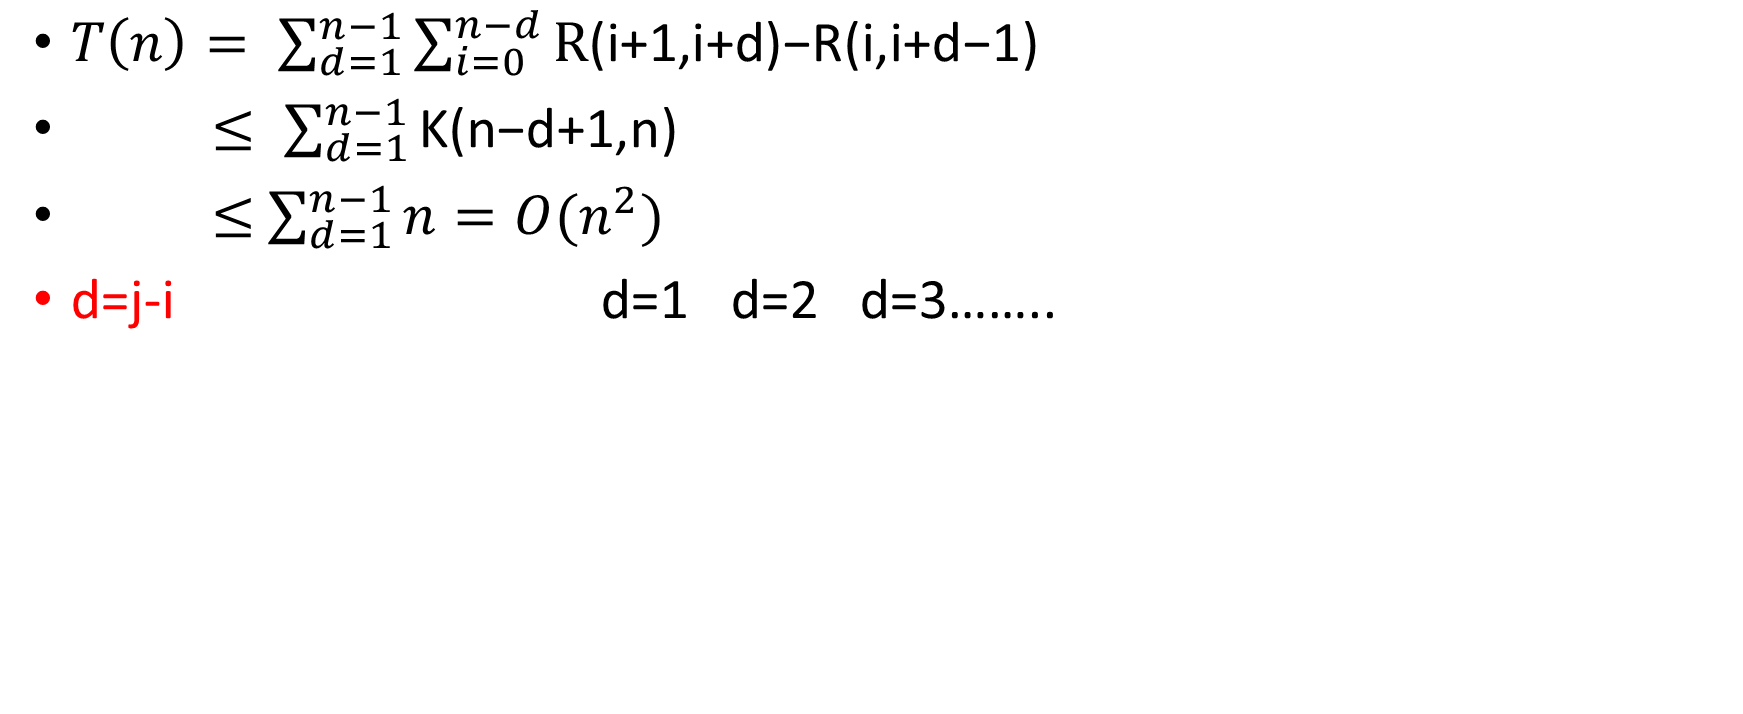 • T(n) = ∑_{d=1}^{n−1} ∑_{i=0}^{n−d} R(i+1,i+d)−R(i,i+d−1)
• ≤ ∑_{d=1}^{n−1} K(n−d+1,n)
• ≤ ∑_{d=1}^{n−1} n = O(n²)
• d=j-i d=1 d=2 d=3……..